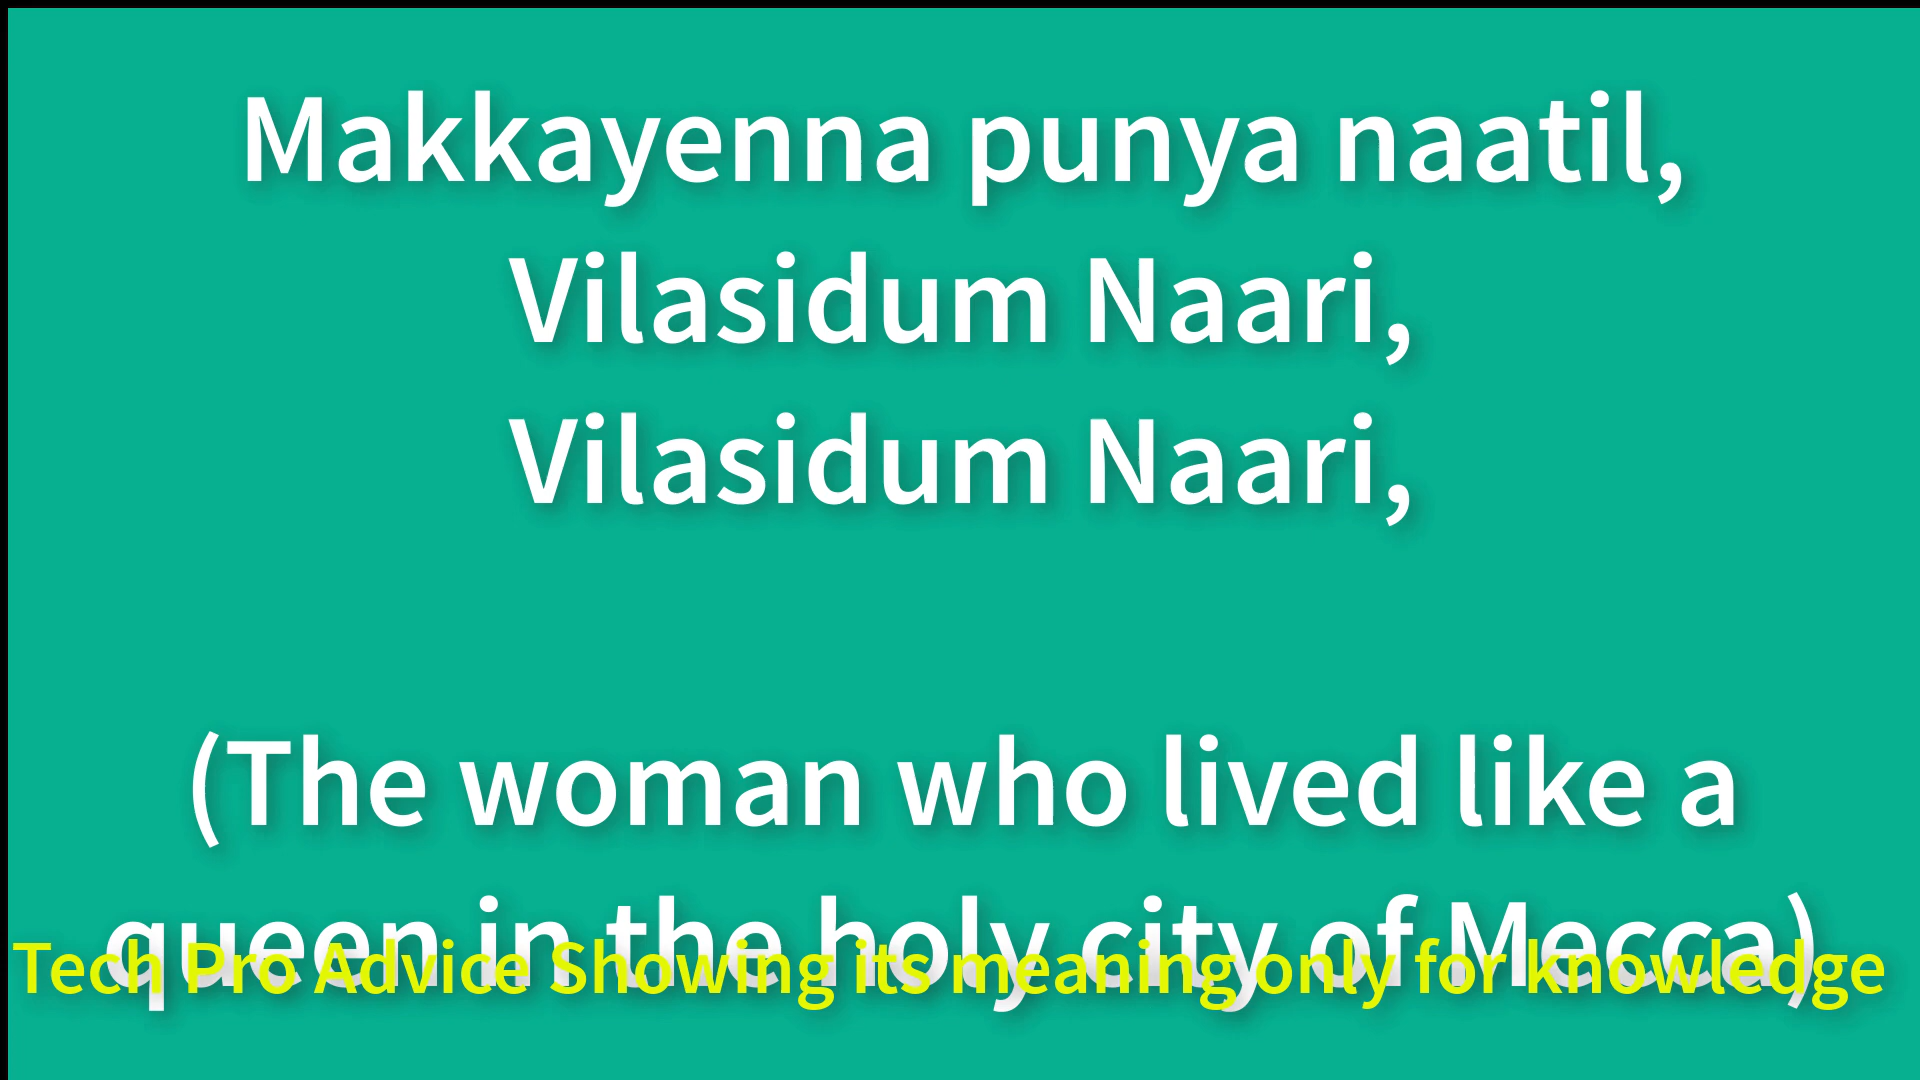 Makkayenna punya naatil,
Vilasidum Naari,
Vilasidum Naari,
(The woman who lived like a
queen in the holy city of Mecca)
Tech Pro Advice Showing its meaning only for knowledge